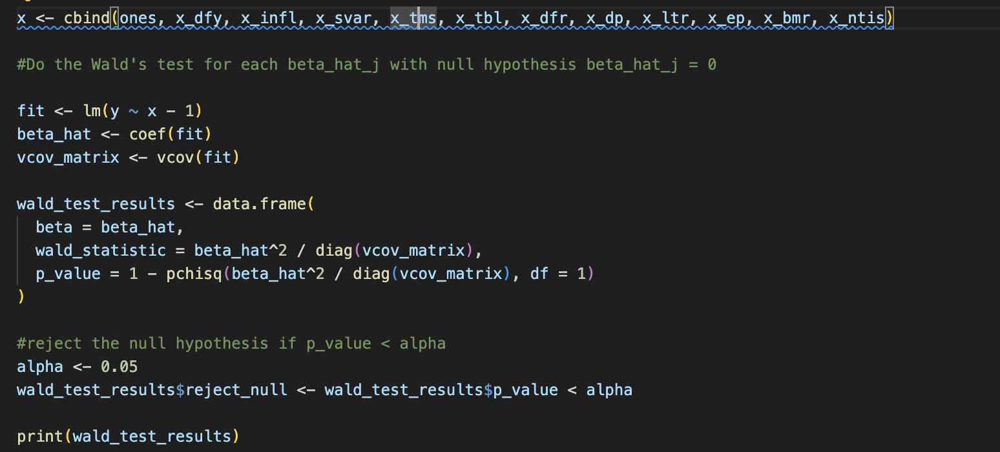 x <- cbind(ones, x_dfy, x_infl, x_svar, x_tms, x_tbl, x_dfr, x_dp, x_ltr, x_ep, x_bmr, x_ntis)
#Do the Wald's test for each beta_hat_j with null hypothesis beta_hat_j = 0
fit <- lm(y ~ x - 1)
beta_hat <- coef(fit)
vcov_matrix <- vcov(fit)
wald_test_results <- data.frame(
  beta = beta_hat,
  wald_statistic = beta_hat^2 / diag(vcov_matrix),
  p_value = 1 - pchisq(beta_hat^2 / diag(vcov_matrix), df = 1)
)
#reject the null hypothesis if p_value < alpha
alpha <- 0.05
wald_test_results$reject_null <- wald_test_results$p_value < alpha
print(wald_test_results)